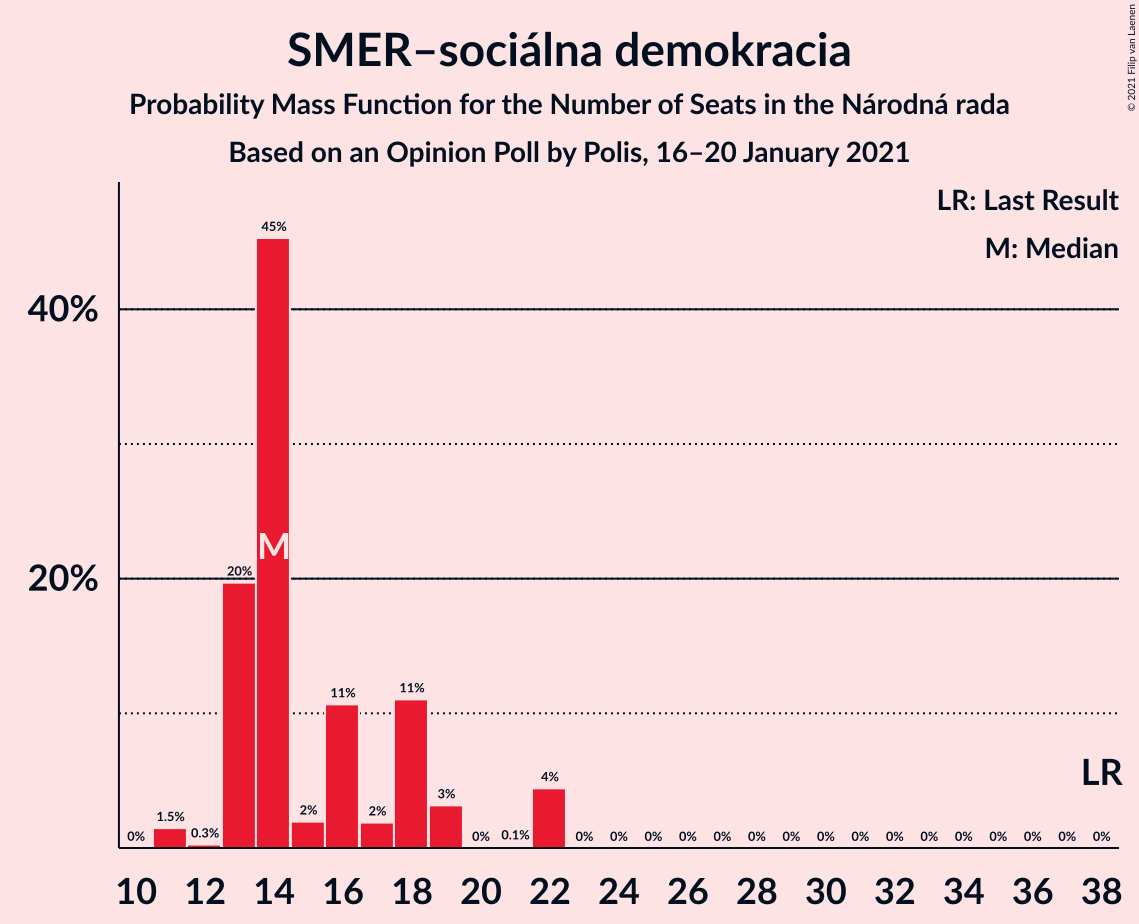 SMER–sociálna demokracia
Probability Mass Function for the Number of Seats in the Národná rada
Based on an Opinion Poll by Polis, 16–20 January 2021
© 2021 Filip van Laenen
LR: Last Result
M: Median
40%
20%
0% 1.5% 0.3% 20% 45% 2% 11% 2% 11% 3% 0% 0.1% 4% 0% 0% 0% 0% 0% 0% 0% 0% 0% 0% 0% 0% 0% 0% 0% 0%
M
LR
10 12 14 16 18 20 22 24 26 28 30 32 34 36 38